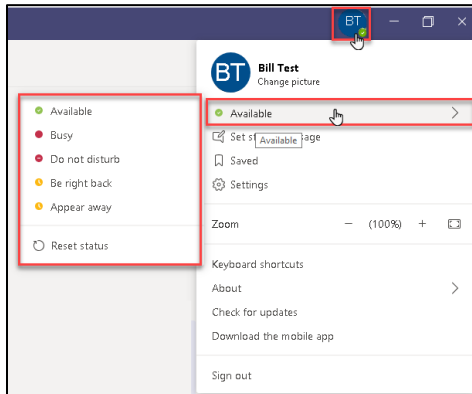 BT
BT
Bill Test
Change picture
Available
Set st age
Available
Saved
Settings
Zoom
(100%)
Keyboard shortcuts
About
Check for updates
Download the mobile app
Sign out
Available
Busy
Do not disturb
Be right back
Appear away
Reset status